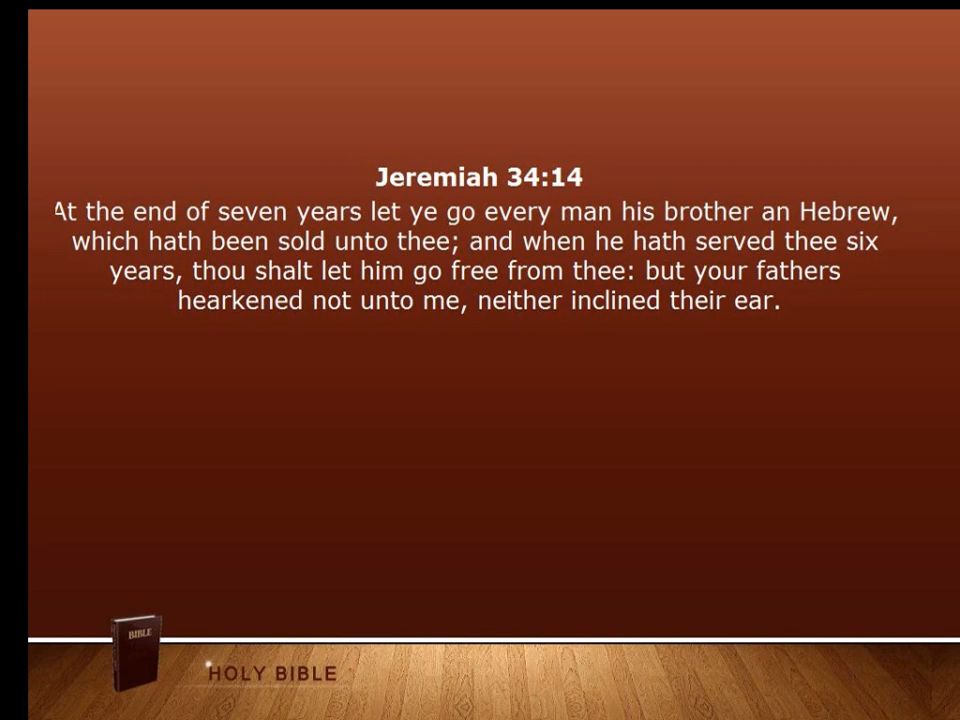 Jeremiah 34:14
At the end of seven years let ye go every man his brother an Hebrew,
which hath been sold unto thee; and when he hath served thee six
years, thou shalt let him go free from thee: but your fathers
hearkened not unto me, neither inclined their ear.
BIBLE
HOLY BIBLE